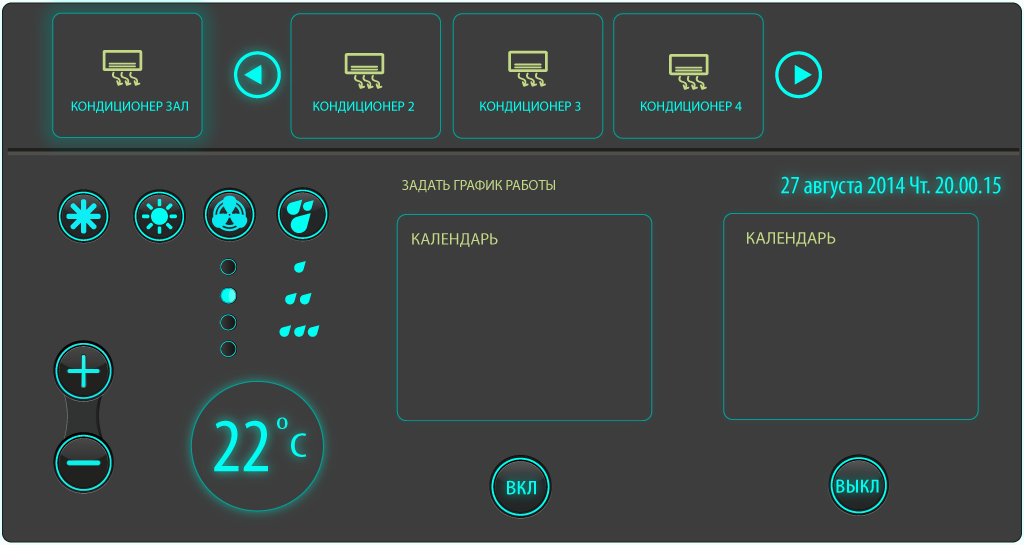 КОНДИЦИОНЕР ЗАЛ
КОНДИЦИОНЕР 2
КОНДИЦИОНЕР 3
КОНДИЦИОНЕР 4
ЗАДАТЬ ГРАФИК РАБОТЫ
27 августа 2014 Чт. 20.00.15
КАЛЕНДАРЬ
КАЛЕНДАРЬ
22°C
ВКЛ
ВЫКЛ